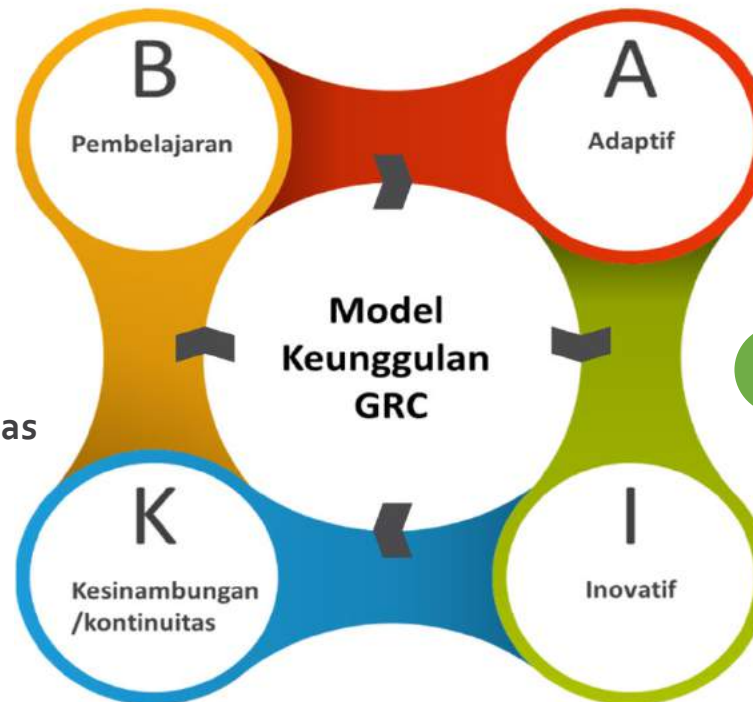 B
Pembelajaran
A
Adaptif
Model
Keunggulan
GRC
as
K
Kesinambungan
/kontinuitas
I
Inovatif